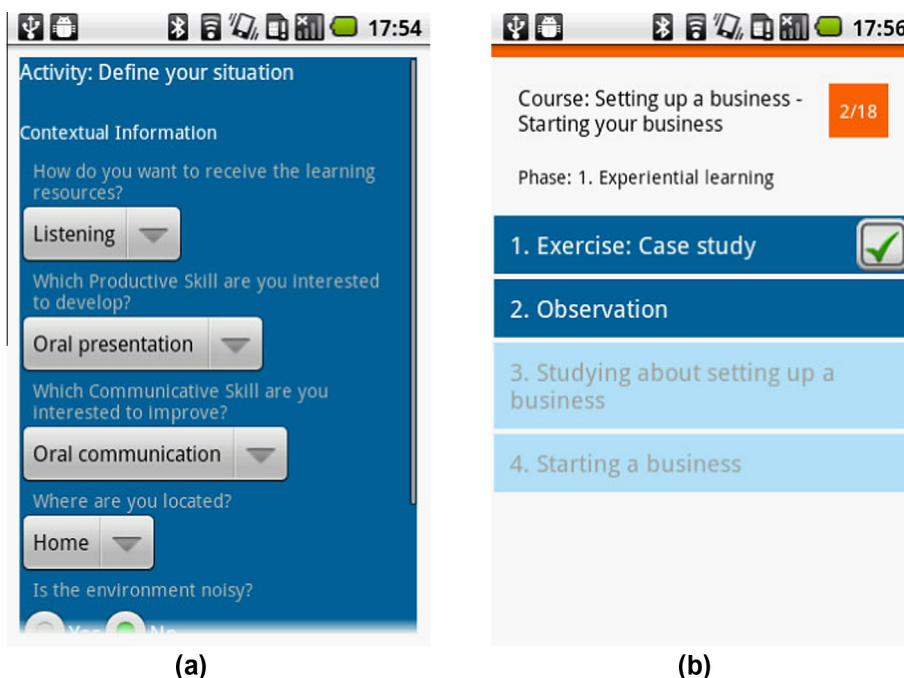 17:54
Activity: Define your situation
Contextual Information
How do you want to receive the learning
resources?
Listening
Which Productive Skill are you interested
to develop?
Oral presentation
Which Communicative Skill are you
interested to improve?
Oral communication
Where are you located?
Home
Is the environment noisy?
Yes No
(a)
17:56
Course: Setting up a business -
Starting your business
2/18
Phase: 1. Experiential learning
1. Exercise: Case study
2. Observation
3. Studying about setting up a
business
4. Starting a business
(b)